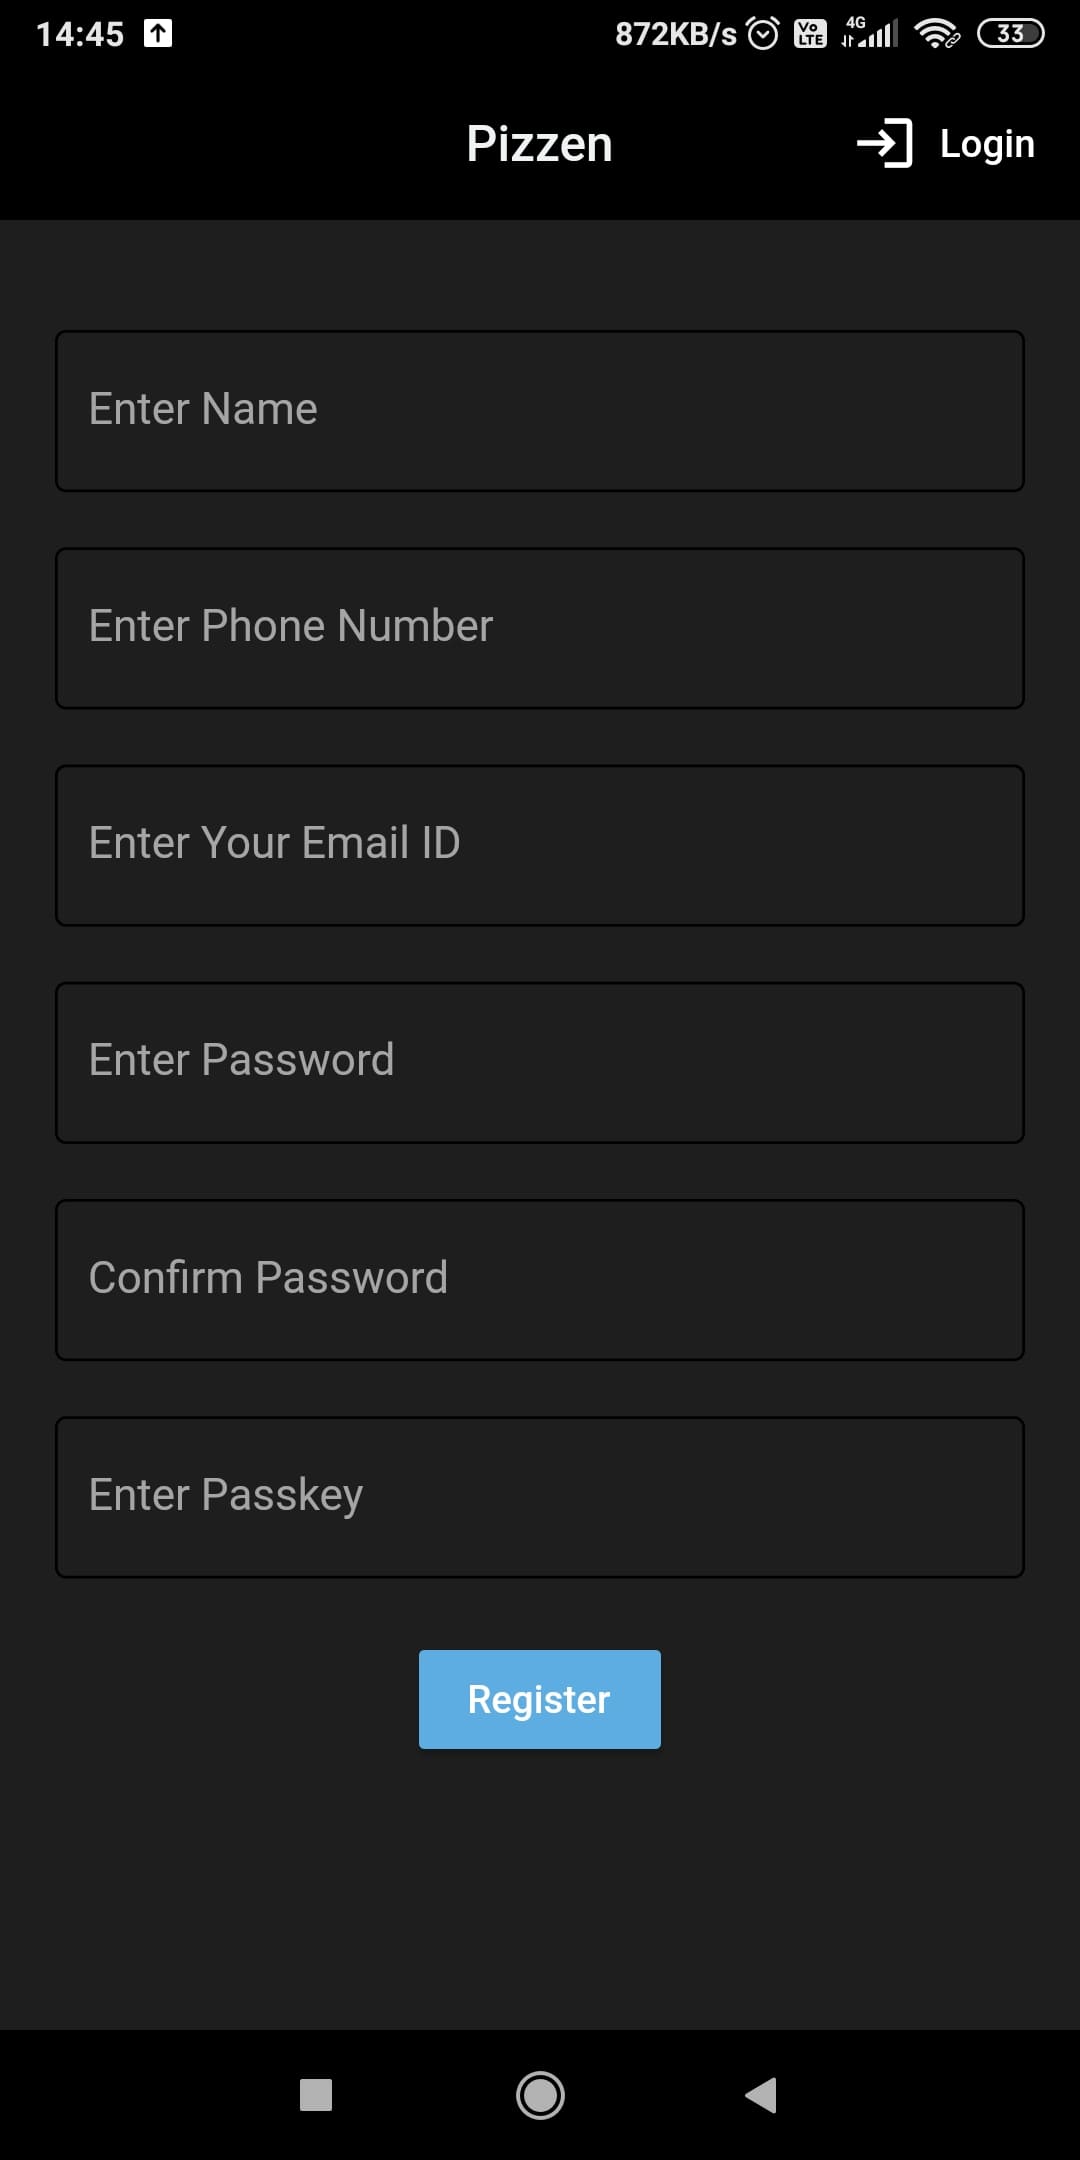 14:45 872KB/s Vo LTE 4G 33
Pizzen Login
Enter Name
Enter Phone Number
Enter Your Email ID
Enter Password
Confirm Password
Enter Passkey
Register